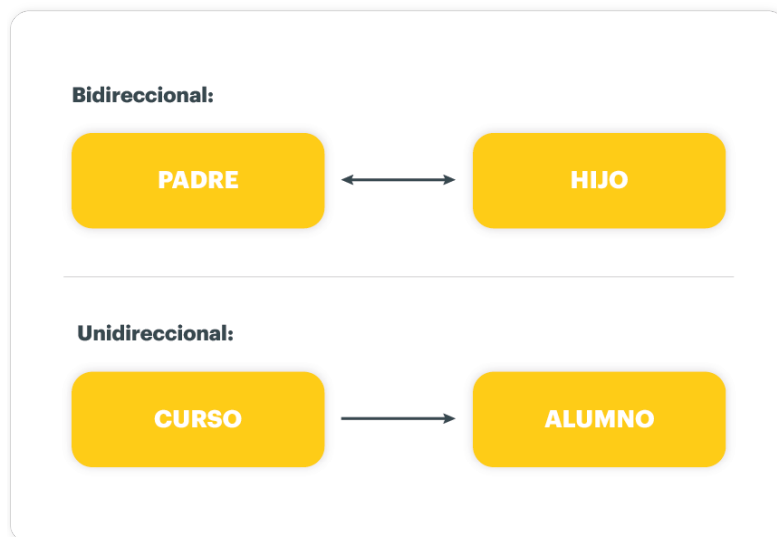 Bidireccional:
PADRE
HIJO
Unidireccional:
CURSO
ALUMNO